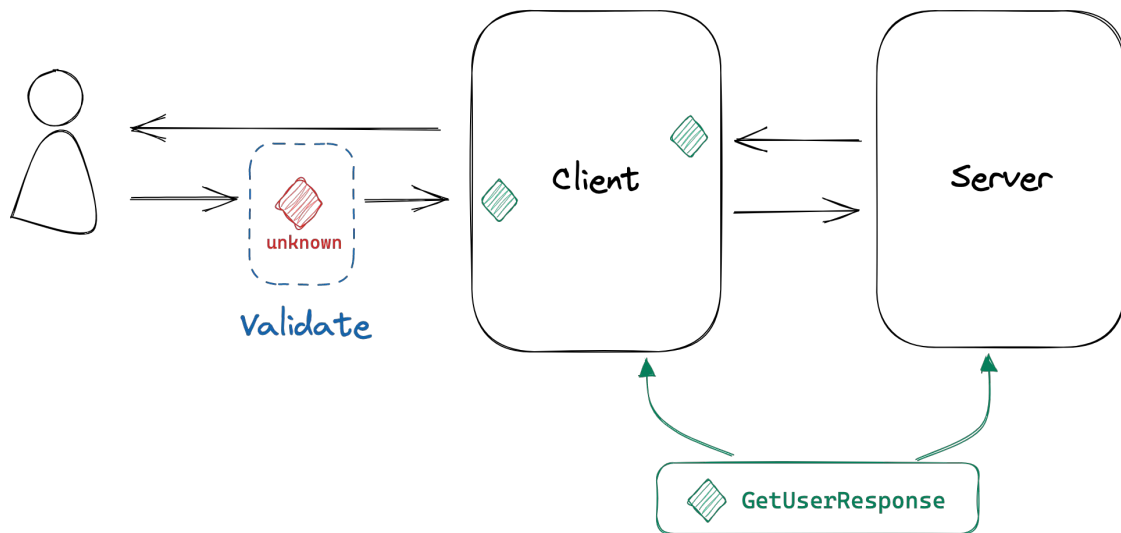 Client
Server
unknown
Validate
GetUserResponse